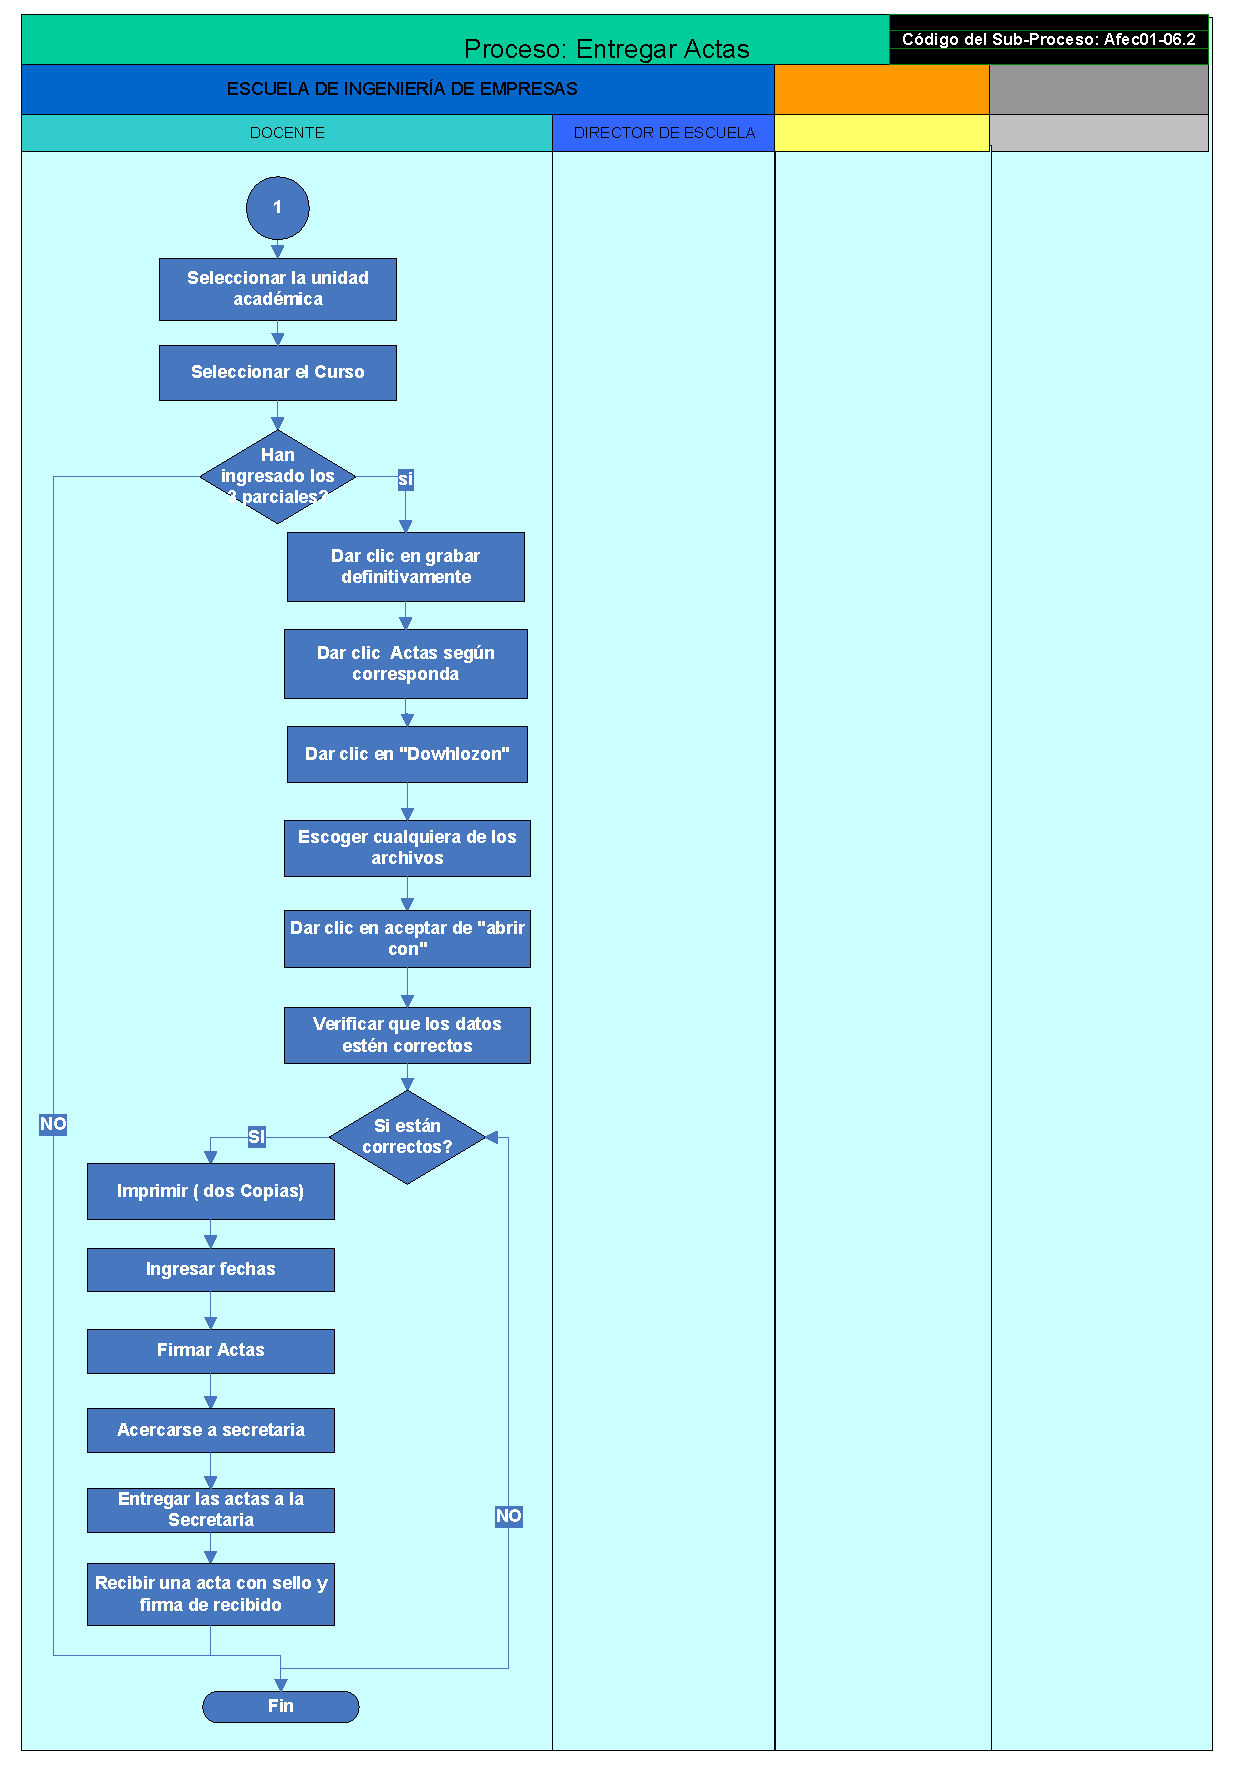 Proceso: Entregar Actas
Código del Sub-Proceso: Afec01-06.2
ESCUELA DE INGENIERÍA DE EMPRESAS
DOCENTE
DIRECTOR DE ESCUELA
1
Seleccionar la unidad
académica
Seleccionar el Curso
Han
ingresado los
3 parciales?
si
Dar clic en grabar
definitivamente
Dar clic  Actas según
corresponda
Dar clic en "Dowhlozon"
Escoger cualquiera de los
archivos
Dar clic en aceptar de "abrir
con"
Verificar que los datos
estén correctos
NO
SI
Si están
correctos?
Imprimir ( dos Copias)
Ingresar fechas
Firmar Actas
Acercarse a secretaria
Entregar las actas a la
Secretaria
NO
Recibir una acta con sello y
firma de recibido
Fin